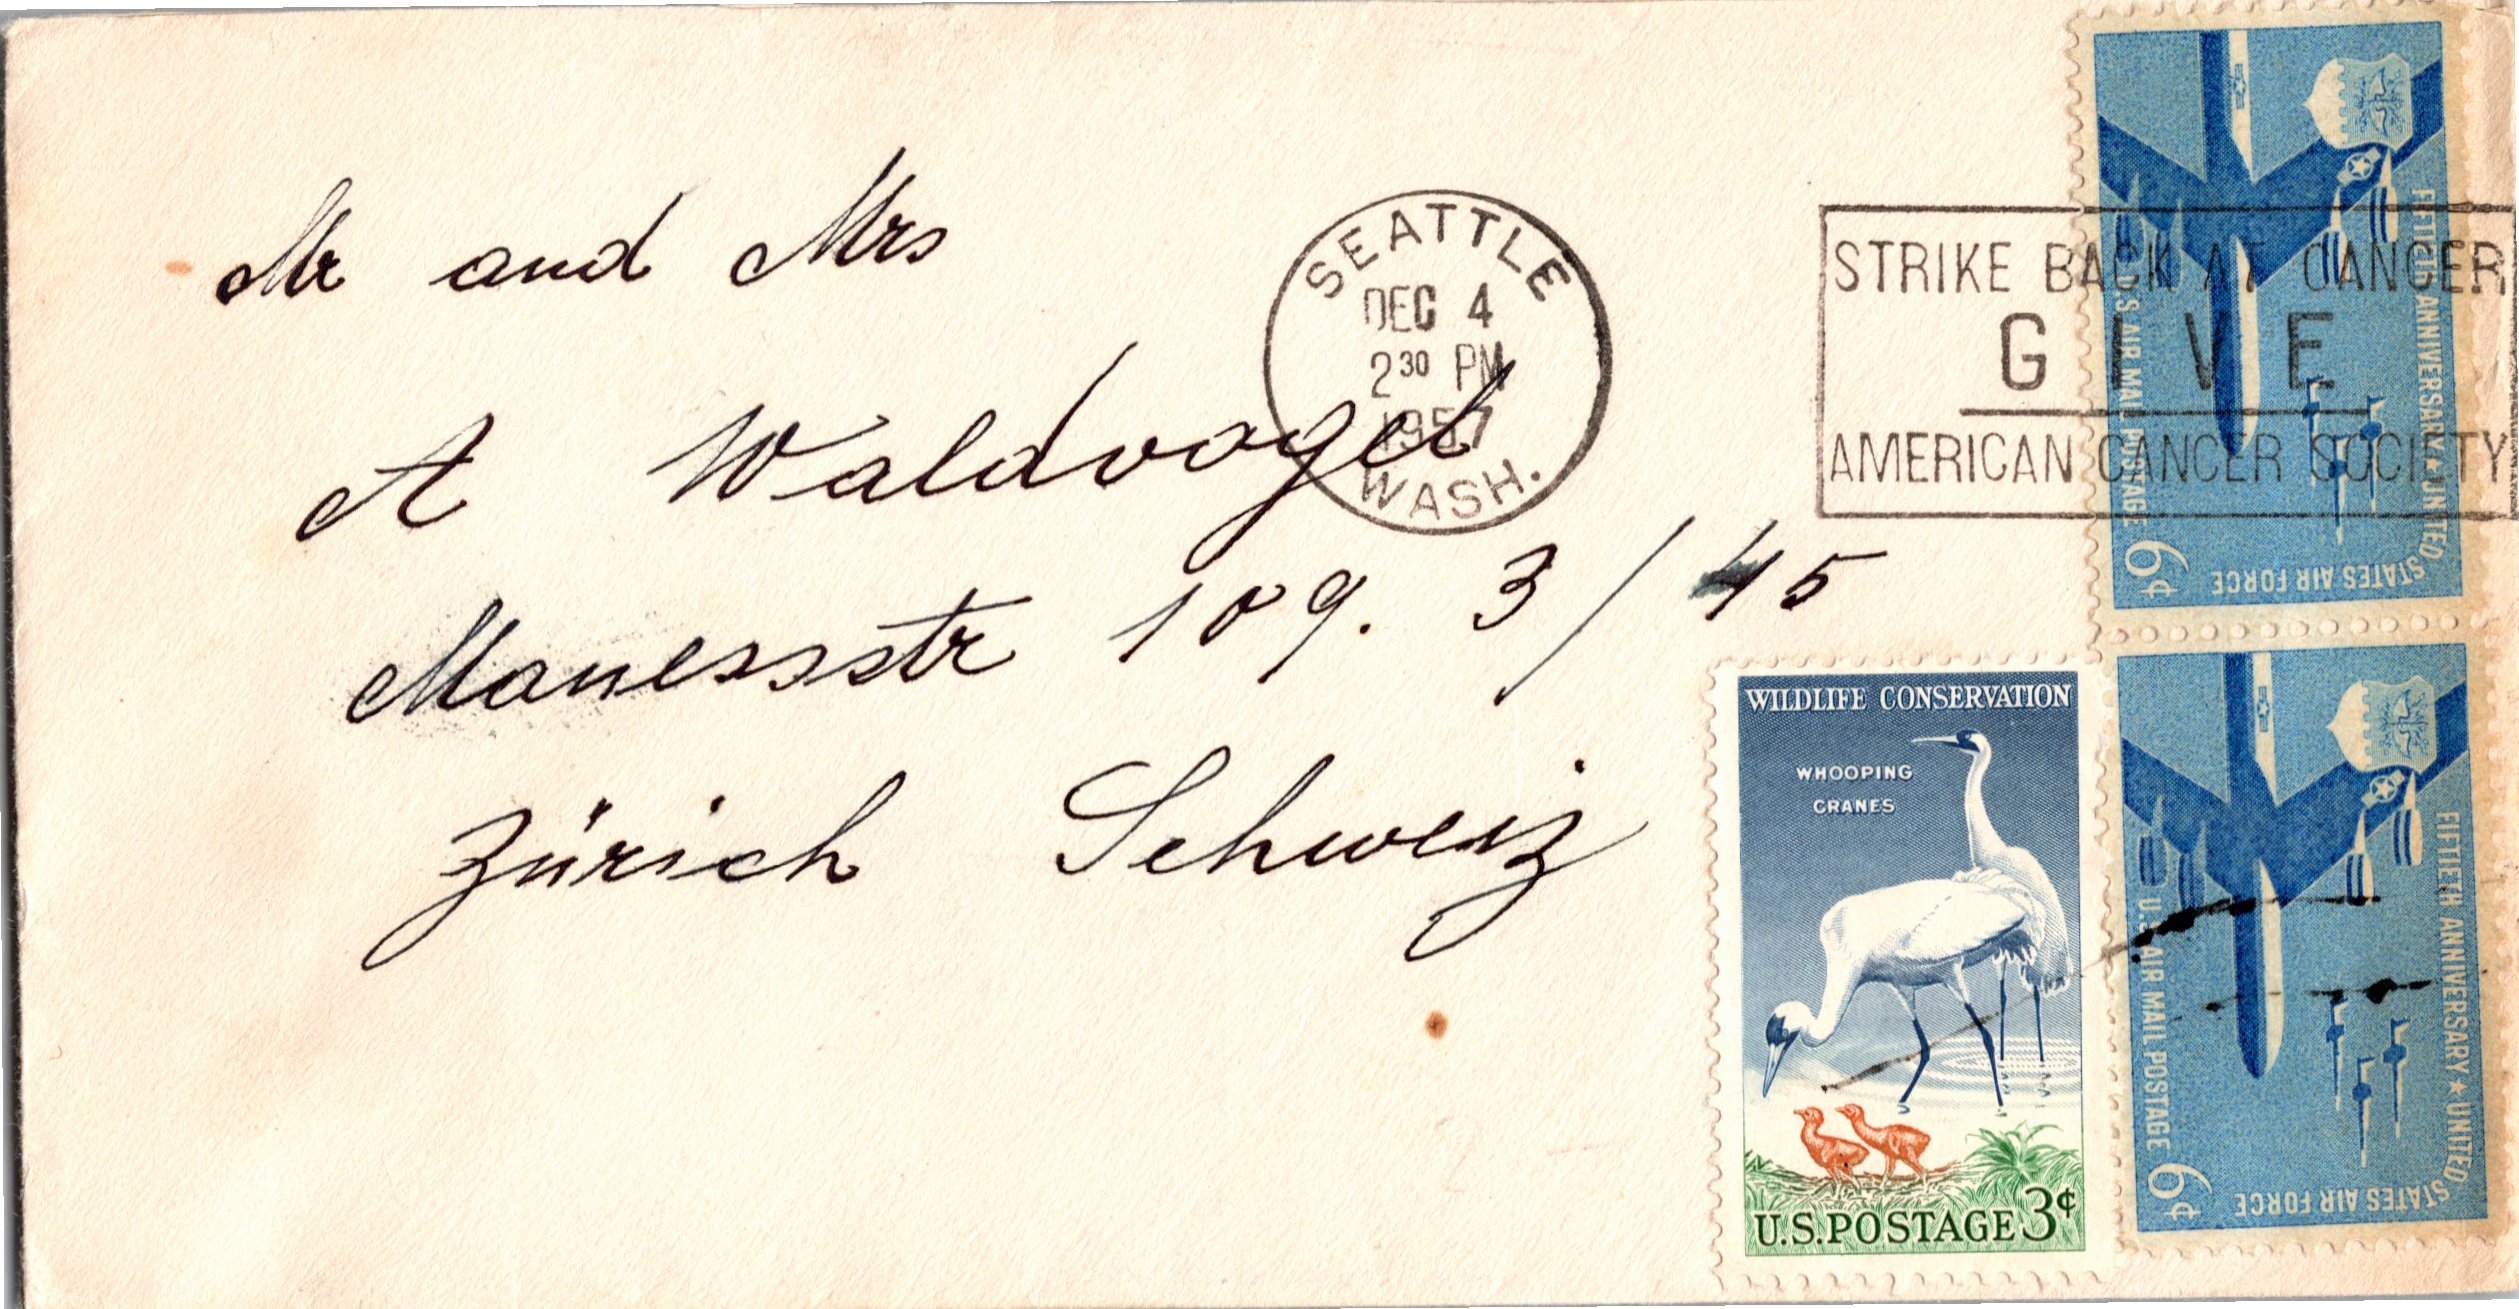 Mr and Mrs
A Waldvogel
Manessstr 109. 3/45
Zürich Schweiz
SEATTLE
DEC 4
2 30 PM
1957
WASH.
STRIKE BACK AT CANCER
GIVE
AMERICAN CANCER SOCIETY
FIFTIETH ANNIVERSARY ★ UNITED STATES AIR FORCE
U.S. AIR MAIL POSTAGE 6¢
WILDLIFE CONSERVATION
WHOOPING
CRANES
U.S. POSTAGE 3¢
FIFTIETH ANNIVERSARY ★ UNITED STATES AIR FORCE
U.S. AIR MAIL POSTAGE 6¢